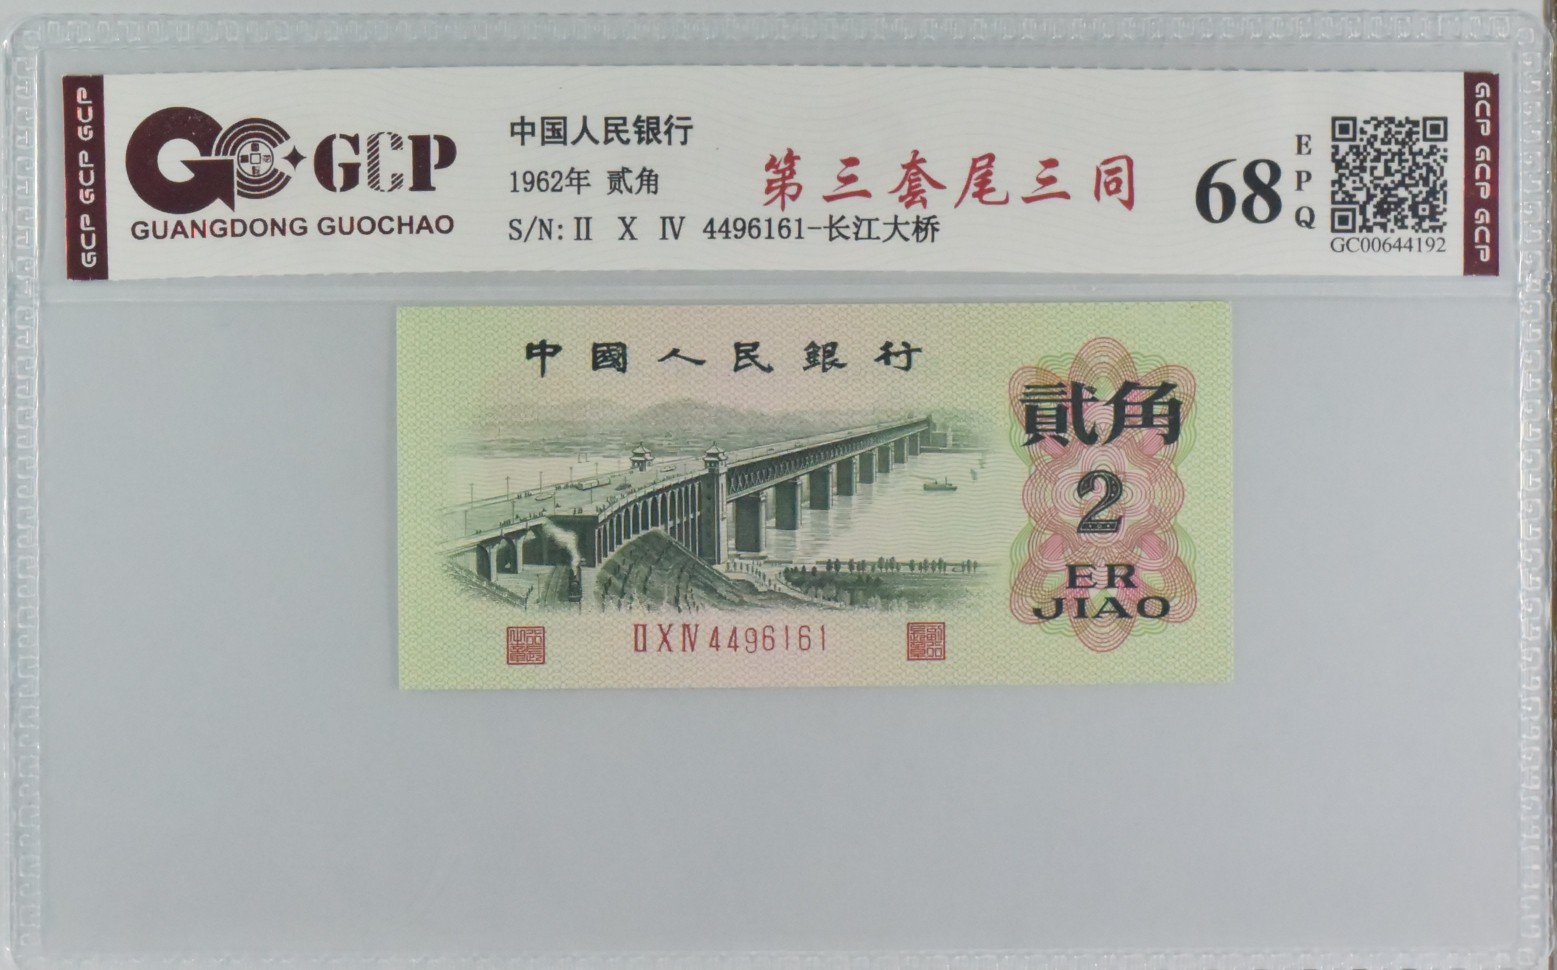 GCP GCP GCP
GCP
GUANGDONG GUOCHAO
中国人民银行
1962年 贰角
S/N: II X IV 4496161-长江大桥
第三套尾三同
68
EPQ
GC00644192
GCP GCP GCP
中國人民銀行
貳角
2
ER
JIAO
II X IV 4496161